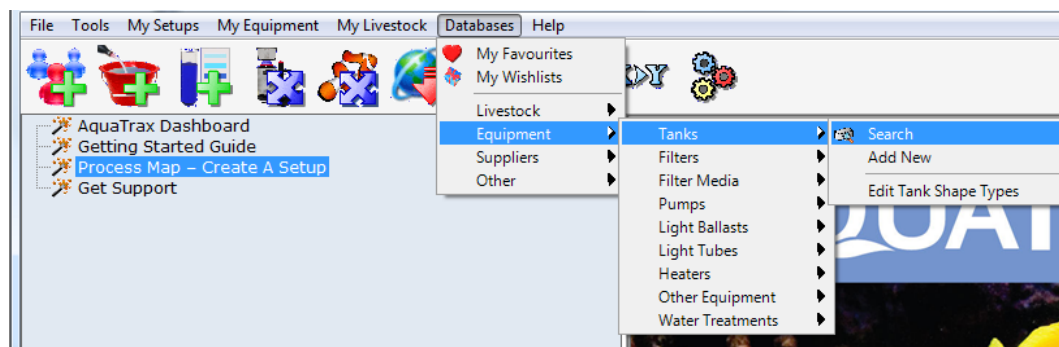 File Tools My Setups My Equipment My Livestock Databases Help
My Favourites
My Wishlists
Livestock
Equipment
Suppliers
Other
Tanks
Filters
Filter Media
Pumps
Light Ballasts
Light Tubes
Heaters
Other Equipment
Water Treatments
Search
Add New
Edit Tank Shape Types
AquaTrax Dashboard
Getting Started Guide
Process Map – Create A Setup
Get Support